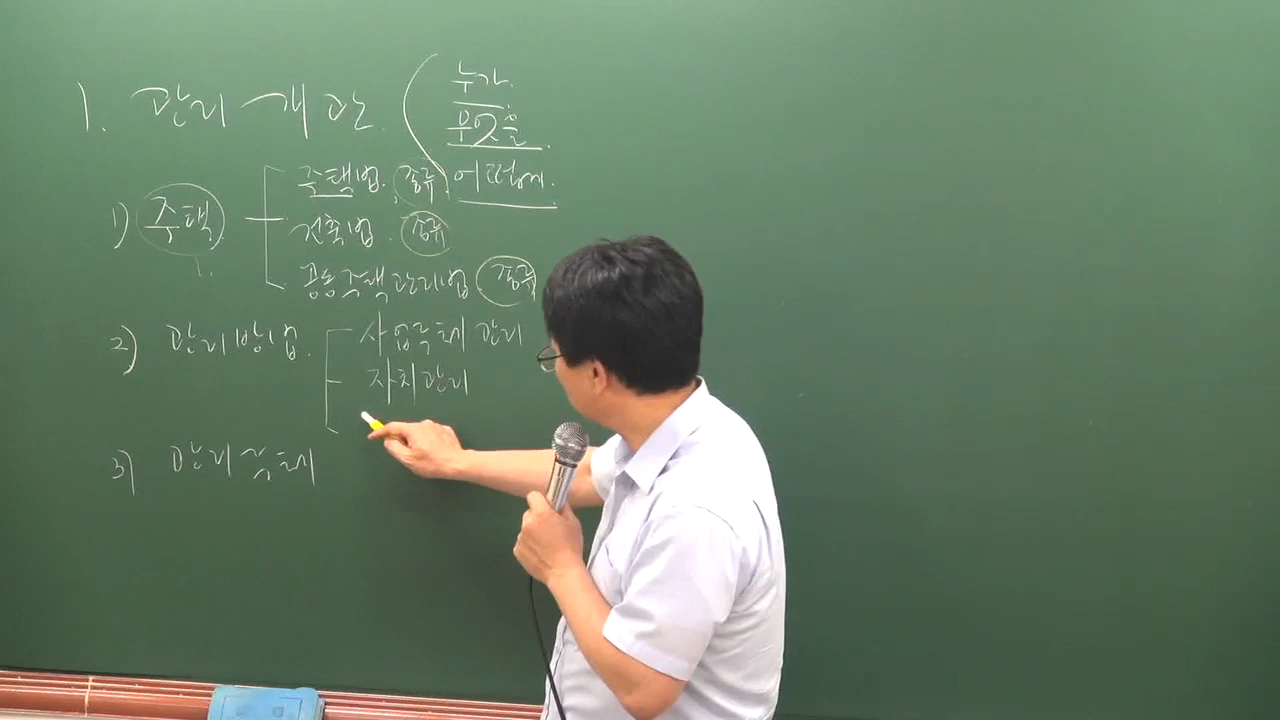 1. 관리개관
누가
무엇을
어떻게
1) 주택
주택법. 종류
건축법. 종류
공동주택관리법 종류
2) 관리방법.
사업주체 관리
자치관리
3) 관리주체